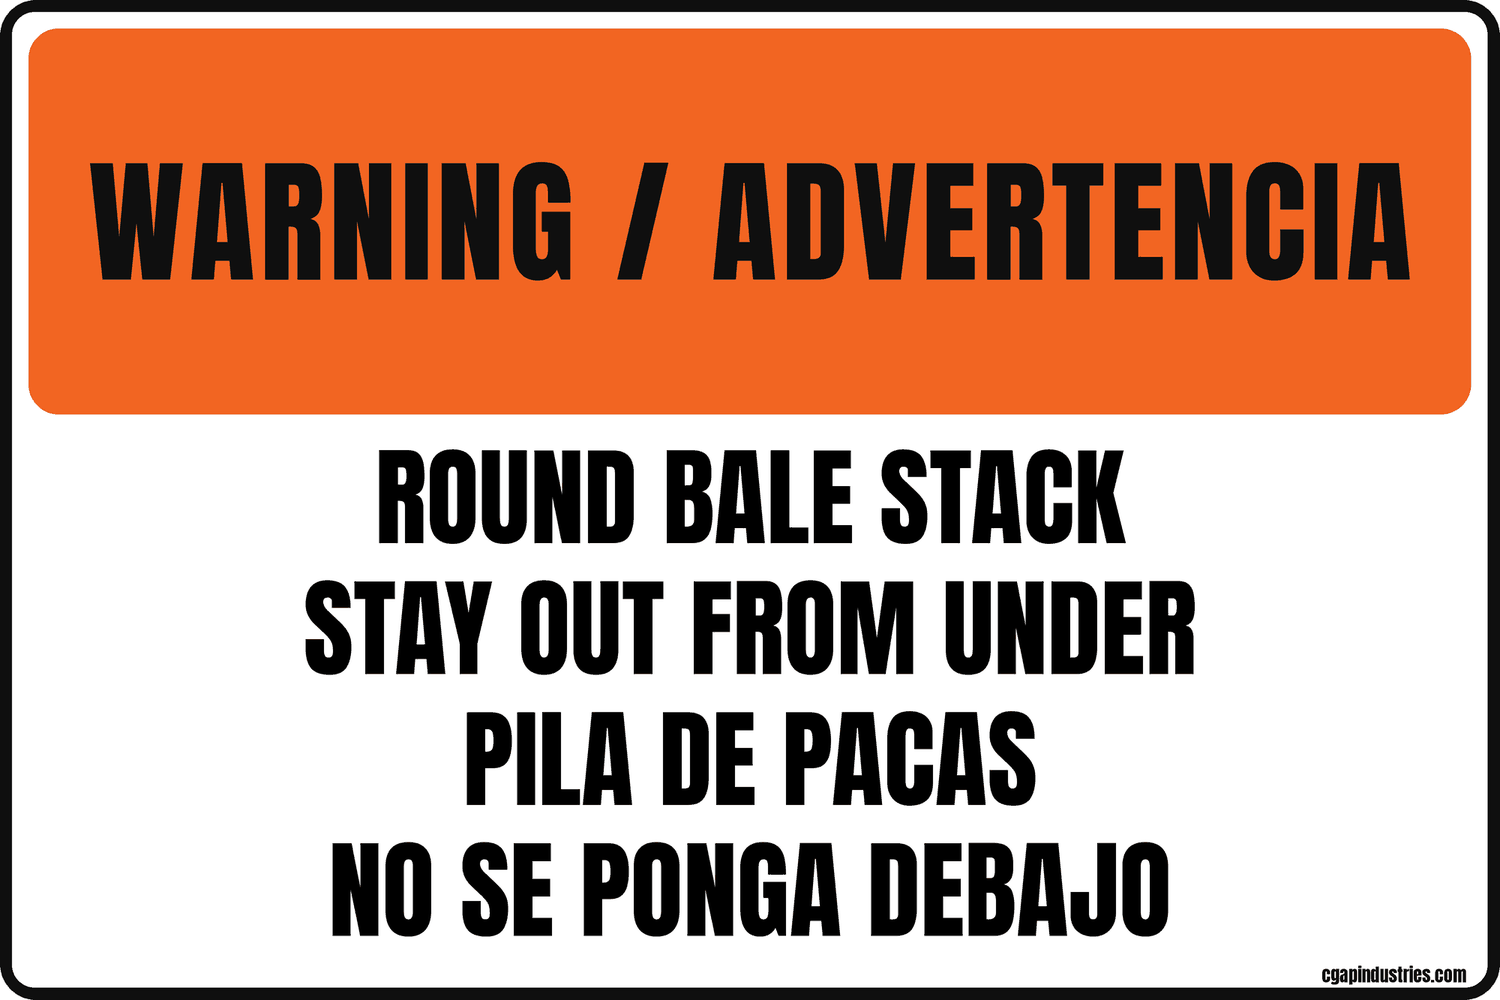 WARNING / ADVERTENCIA
ROUND BALE STACK
STAY OUT FROM UNDER
PILA DE PACAS
NO SE PONGA DEBAJO
cgapindustries.com